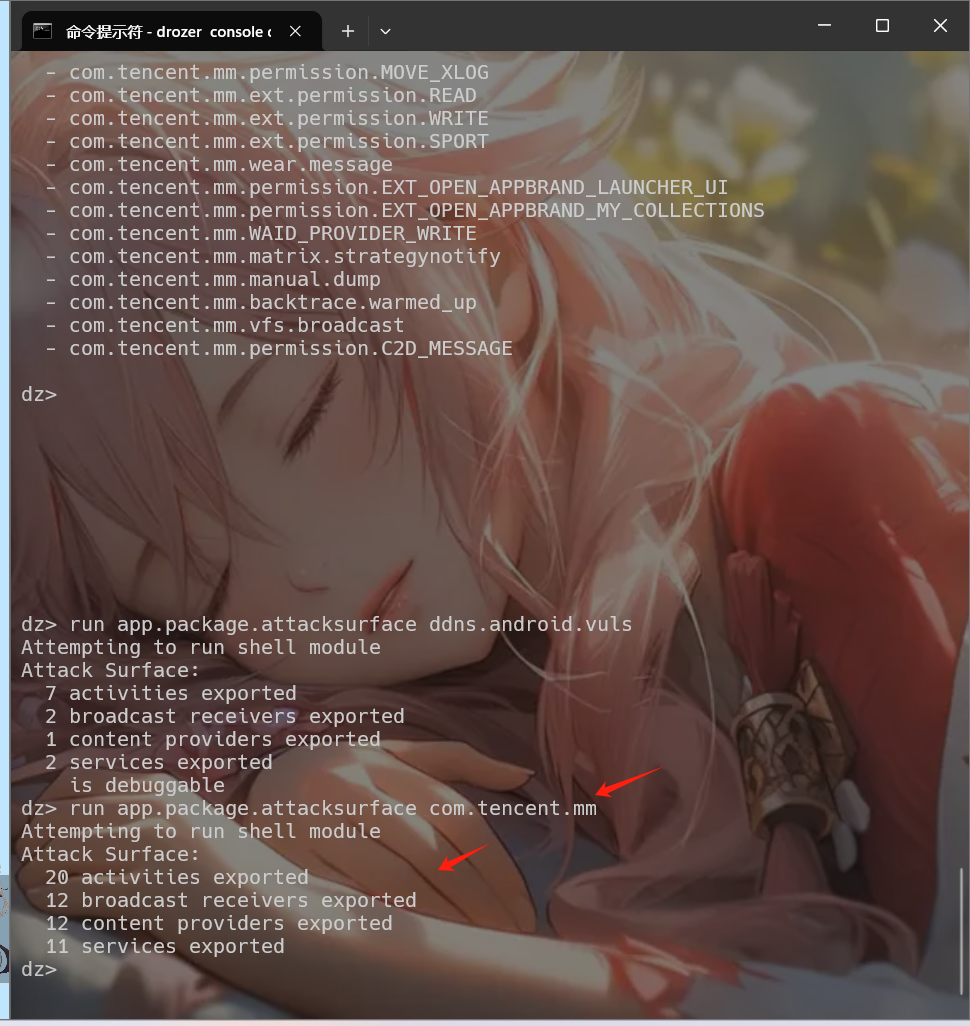 命令提示符 - drozer console c
- com.tencent.mm.permission.MOVE_XLOG
- com.tencent.mm.ext.permission.READ
- com.tencent.mm.ext.permission.WRITE
- com.tencent.mm.ext.permission.SPORT
- com.tencent.mm.wear.message
- com.tencent.mm.permission.EXT_OPEN_APPBRAND_LAUNCHER_UI
- com.tencent.mm.permission.EXT_OPEN_APPBRAND_MY_COLLECTIONS
- com.tencent.mm.WAID_PROVIDER_WRITE
- com.tencent.mm.matrix.strategynotify
- com.tencent.mm.manual.dump
- com.tencent.mm.backtrace.warmed_up
- com.tencent.mm.vfs.broadcast
- com.tencent.mm.permission.C2D_MESSAGE
dz>
dz> run app.package.attacksurface ddns.android.vuls
Attempting to run shell module
Attack Surface:
7 activities exported
2 broadcast receivers exported
1 content providers exported
2 services exported
is debuggable
dz> run app.package.attacksurface com.tencent.mm
Attempting to run shell module
Attack Surface:
20 activities exported
12 broadcast receivers exported
12 content providers exported
11 services exported
dz>